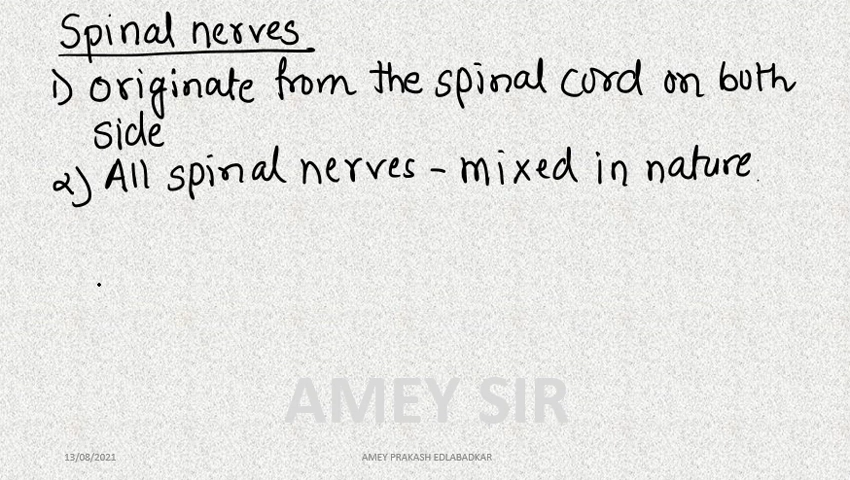 Spinal nerves
1) originate from the spinal cord on both
side
2) All spinal nerves - mixed in nature.
AMEY SIR
13/08/2021
AMEY PRAKASH EDLABADKAR